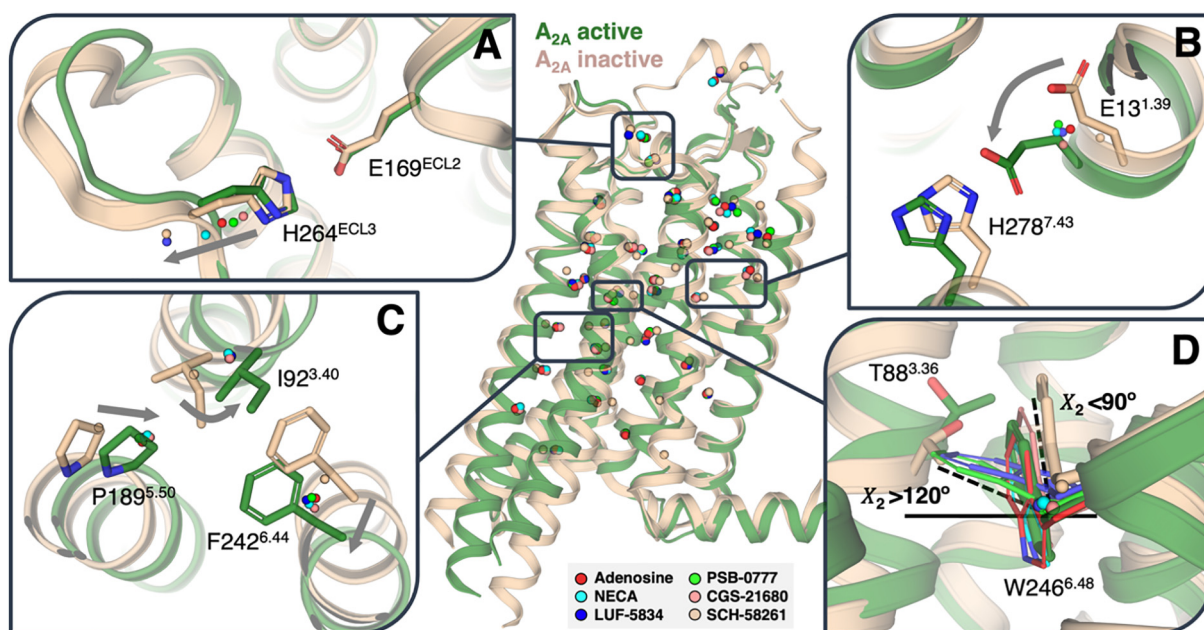 A
E169ECL2
H264ECL3
A2A active
A2A inactive
B
E131.39
H2787.43
C
I923.40
P1895.50
F2426.44
D
T883.36
X2 <90º
X2>120º
W2466.48
Adenosine
NECA
LUF-5834
PSB-0777
CGS-21680
SCH-58261